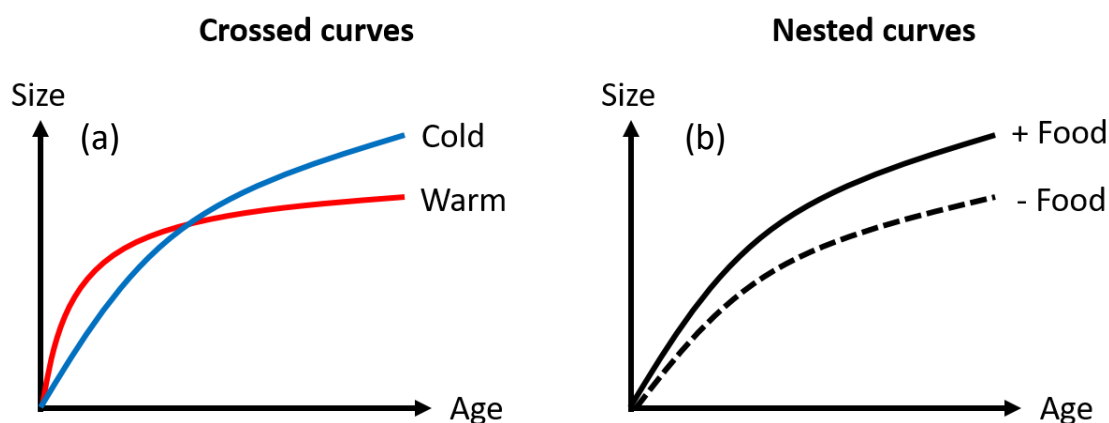 Crossed curves
Size
(a)
Cold
Warm
Age
Nested curves
Size
(b)
+ Food
- Food
Age